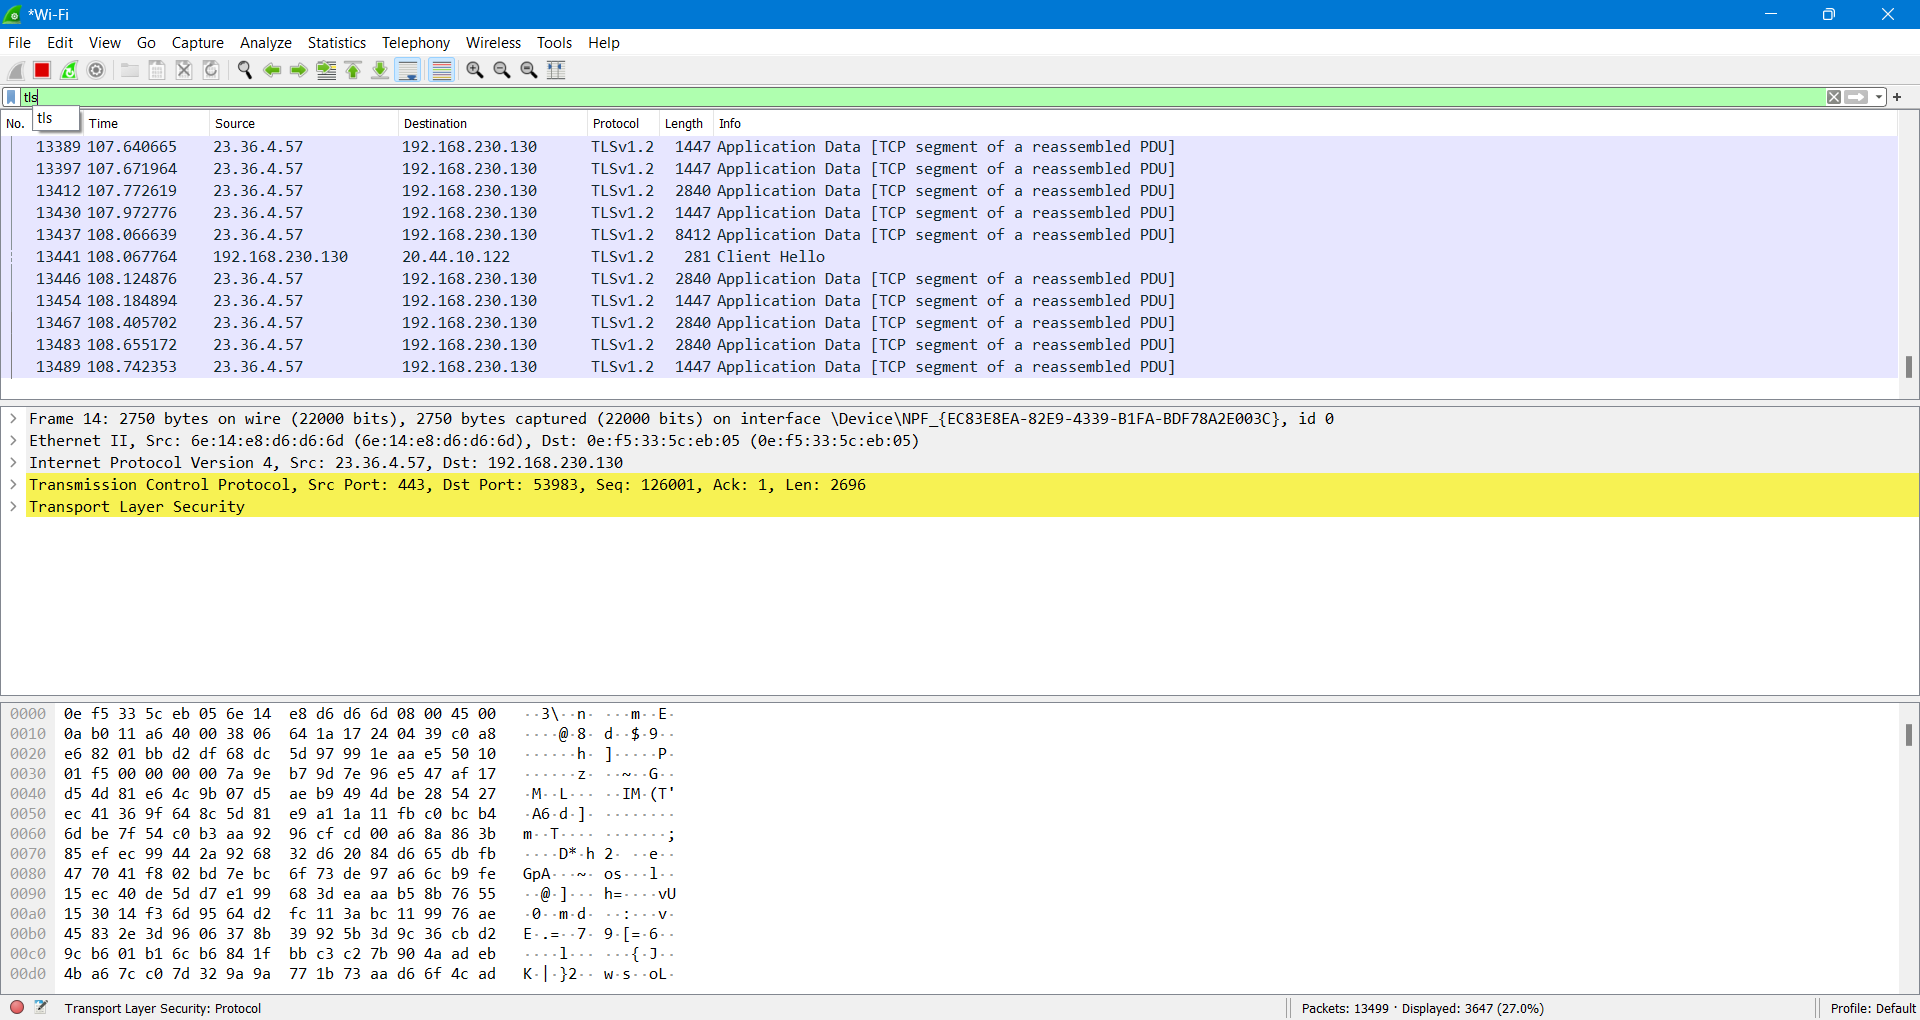 *Wi-Fi
File Edit View Go Capture Analyze Statistics Telephony Wireless Tools Help
tls
tls
No. Time Source Destination Protocol Length Info
13389 107.640665 23.36.4.57 192.168.230.130 TLSv1.2 1447 Application Data [TCP segment of a reassembled PDU]
13397 107.671964 23.36.4.57 192.168.230.130 TLSv1.2 1447 Application Data [TCP segment of a reassembled PDU]
13412 107.772619 23.36.4.57 192.168.230.130 TLSv1.2 2840 Application Data [TCP segment of a reassembled PDU]
13430 107.972776 23.36.4.57 192.168.230.130 TLSv1.2 1447 Application Data [TCP segment of a reassembled PDU]
13437 108.066639 23.36.4.57 192.168.230.130 TLSv1.2 8412 Application Data [TCP segment of a reassembled PDU]
13441 108.067764 192.168.230.130 20.44.10.122 TLSv1.2 281 Client Hello
13446 108.124876 23.36.4.57 192.168.230.130 TLSv1.2 2840 Application Data [TCP segment of a reassembled PDU]
13454 108.184894 23.36.4.57 192.168.230.130 TLSv1.2 1447 Application Data [TCP segment of a reassembled PDU]
13467 108.405702 23.36.4.57 192.168.230.130 TLSv1.2 2840 Application Data [TCP segment of a reassembled PDU]
13483 108.655172 23.36.4.57 192.168.230.130 TLSv1.2 2840 Application Data [TCP segment of a reassembled PDU]
13489 108.742353 23.36.4.57 192.168.230.130 TLSv1.2 1447 Application Data [TCP segment of a reassembled PDU]
Frame 14: 2750 bytes on wire (22000 bits), 2750 bytes captured (22000 bits) on interface \Device\NPF_{EC83E8EA-82E9-4339-B1FA-BDF78A2E003C}, id 0
Ethernet II, Src: 6e:14:e8:d6:d6:6d (6e:14:e8:d6:d6:6d), Dst: 0e:f5:33:5c:eb:05 (0e:f5:33:5c:eb:05)
Internet Protocol Version 4, Src: 23.36.4.57, Dst: 192.168.230.130
Transmission Control Protocol, Src Port: 443, Dst Port: 53983, Seq: 126001, Ack: 1, Len: 2696
Transport Layer Security
0000 0e f5 33 5c eb 05 6e 14 e8 d6 d6 6d 08 00 45 00 ··3\··n· ···m··E·
0010 0a b0 11 a6 40 00 38 06 64 1a 17 24 04 39 c0 a8 ····@·8· d··$·9··
0020 e6 82 01 bb d2 df 68 dc 5d 97 99 1e aa e5 50 10 ······h· ]·····P·
0030 01 f5 00 00 00 00 7a 9e b7 9d 7e 96 e5 47 af 17 ······z· ··~··G··
0040 d5 4d 81 e6 4c 9b 07 d5 ae b9 49 4d be 28 54 27 ·M··L··· ··IM·(T'
0050 ec 41 36 9f 64 8c 5d 81 e9 a1 1a 11 fb c0 bc b4 ·A6·d·]· ········
0060 6d be 7f 54 c0 b3 aa 92 96 cf cd 00 a6 8a 86 3b m··T···· ·······;
0070 85 ef ec 99 44 2a 92 68 32 d6 20 84 d6 65 db fb ····D*·h 2· ··e··
0080 47 70 41 f8 02 bd 7e bc 6f 73 de 97 a6 6c b9 fe GpA···~· os···l··
0090 15 ec 40 de 5d d7 e1 99 68 3d ea aa b5 8b 76 55 ··@·]··· h=····vU
00a0 15 30 14 f3 6d 95 64 d2 fc 11 3a bc 11 99 76 ae ·0··m·d· ··:···v·
00b0 45 83 2e 3d 96 06 37 8b 39 92 5b 3d 9c 36 cb d2 E·.=··7· 9·[=·6··
00c0 9c b6 01 b1 6c b6 84 1f bb c3 c2 7b 90 4a ad eb ····l··· ···{·J··
00d0 4b a6 7c c0 7d 32 9a 9a 77 1b 73 aa d6 6f 4c ad K·|·}2·· w·s··oL·
Transport Layer Security: Protocol Packets: 13499 · Displayed: 3647 (27.0%) Profile: Default